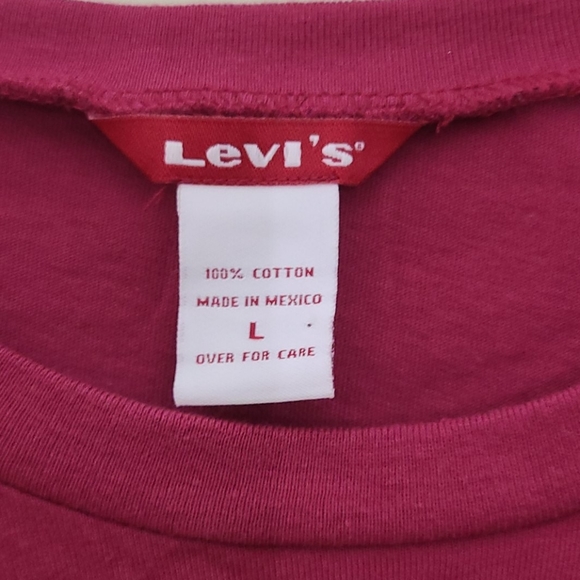 Levi's®
100% COTTON
MADE IN MEXICO
L
OVER FOR CARE